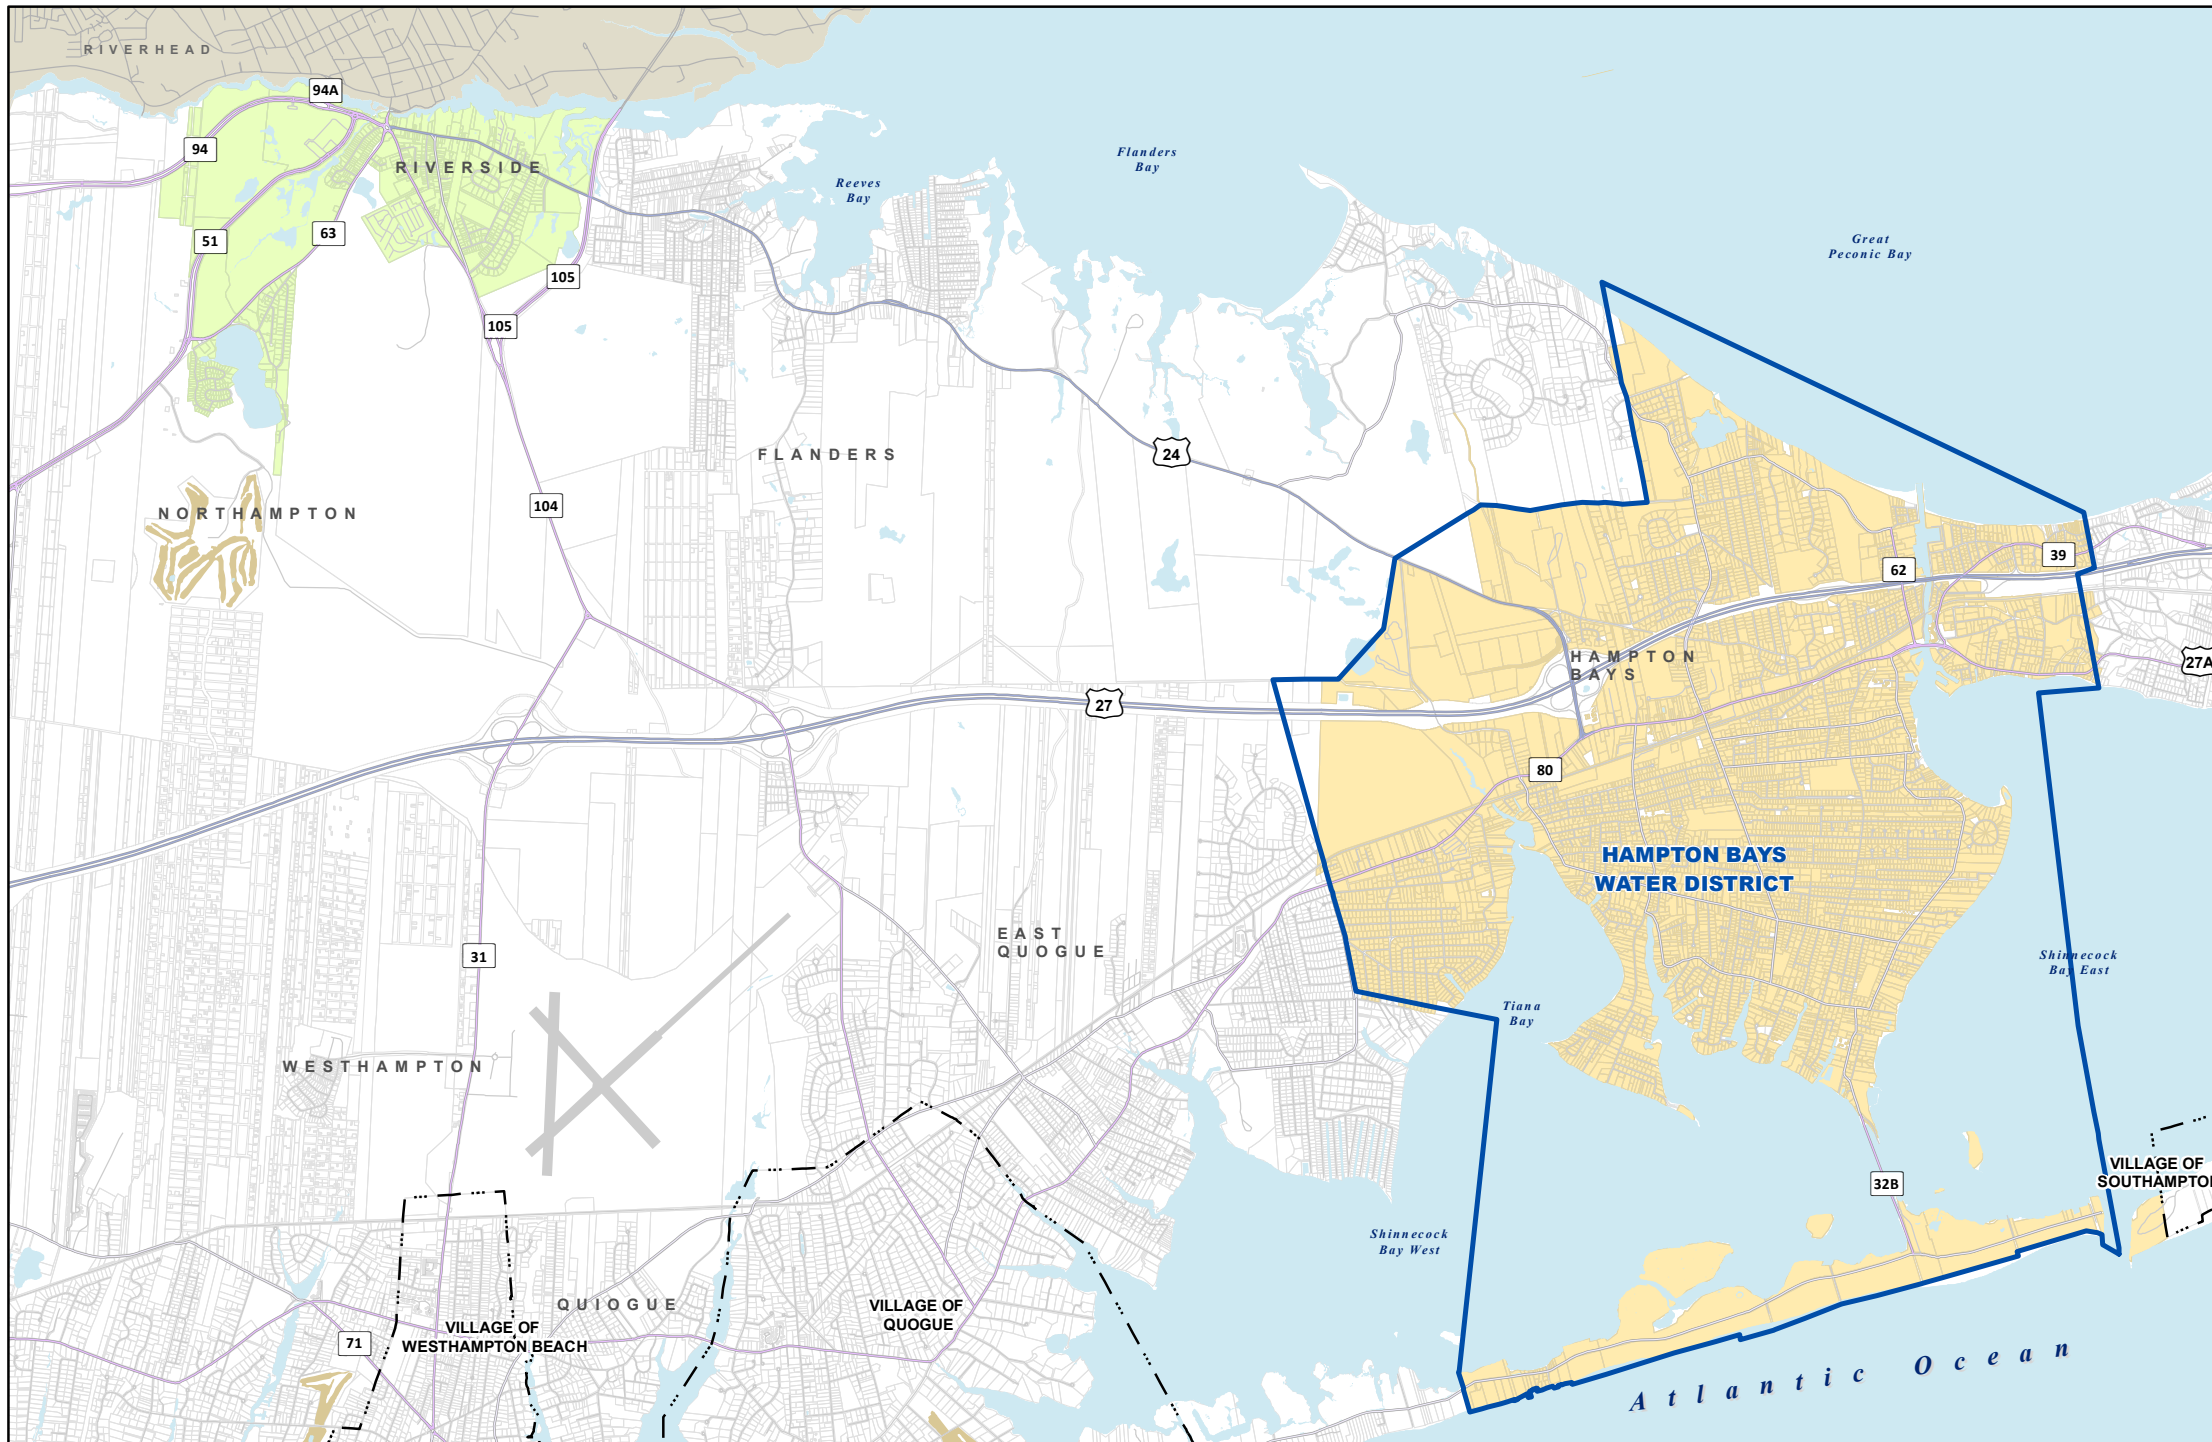 RIVERHEAD
94A
94
RIVERSIDE
Flanders
Bay
Reeves
Bay
51
63
105
105
Great
Peconic Bay
24
FLANDERS
NORTHAMPTON
104
39
62
HAMPTON
BAYS
27A
27
80
HAMPTON BAYS
WATER DISTRICT
EAST
QUOGUE
31
Shinnecock
Bay East
Tiana
Bay
WESTHAMPTON
VILLAGE OF
SOUTHAMPTON
32B
Shinnecock
Bay West
QUIOGUE
VILLAGE OF
QUOGUE
VILLAGE OF
WESTHAMPTON BEACH
71
Atlantic Ocean